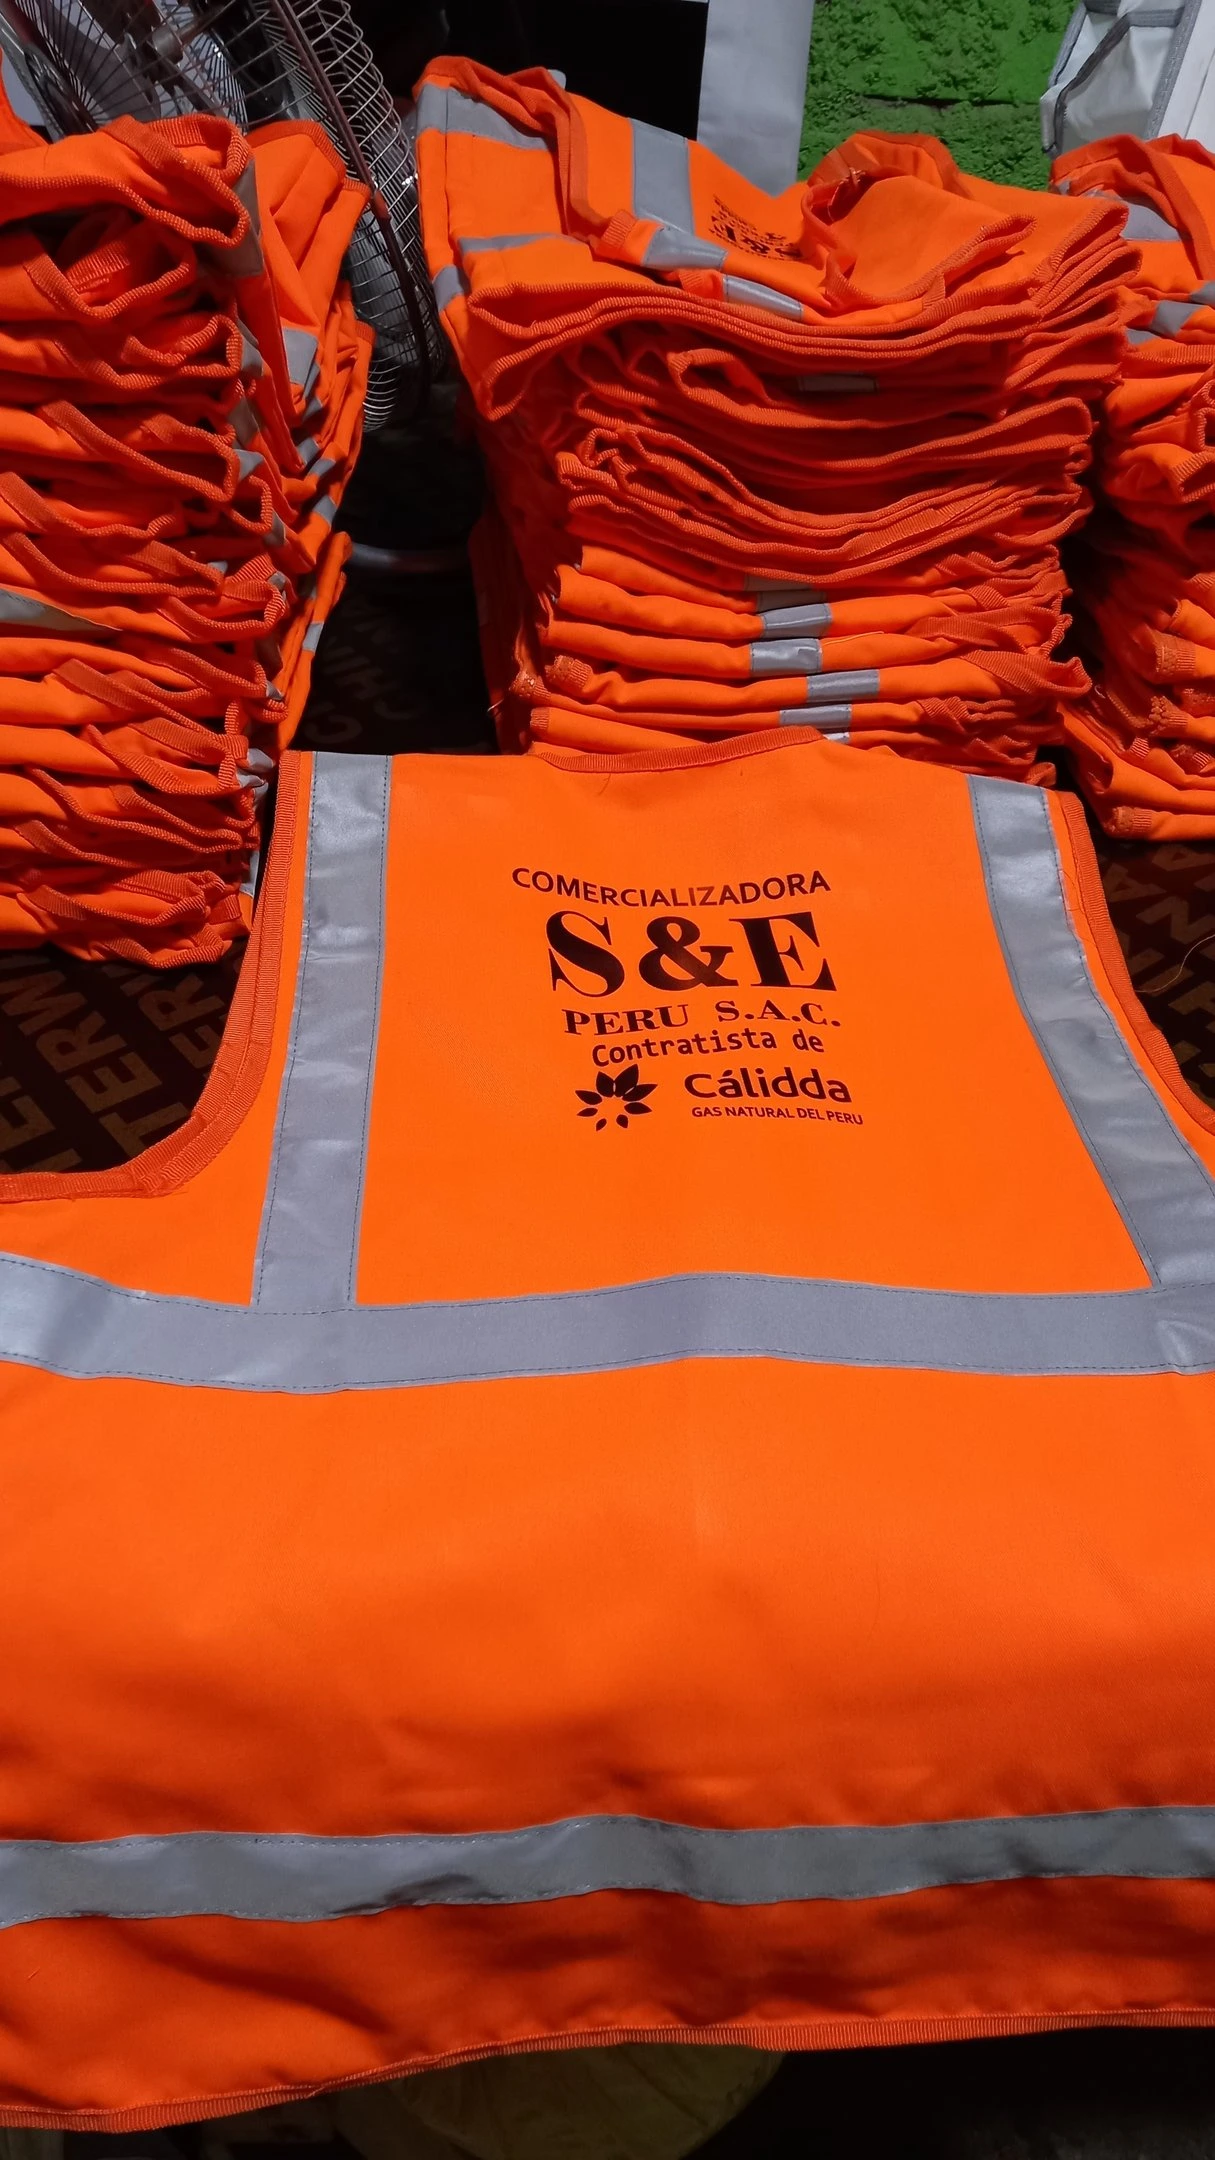 COMERCIALIZADORA
S&E
PERU S.A.C.
Contratista de
Cálidda
GAS NATURAL DEL PERU